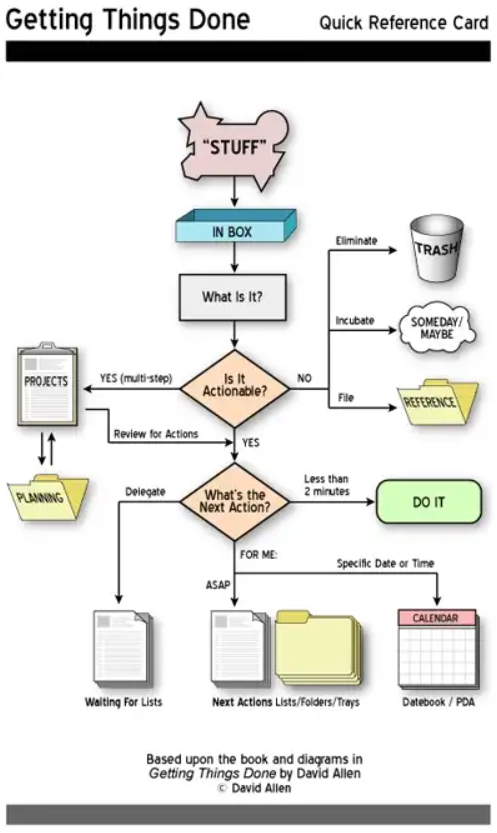 Getting Things Done
Quick Reference Card
"STUFF"
IN BOX
What Is It?
Eliminate
TRASH
Incubate
SOMEDAY/
MAYBE
File
REFERENCE
NO
Is It
Actionable?
YES (multi-step)
PROJECTS
Review for Actions
YES
PLANNING
Delegate
What's the
Next Action?
Less than
2 minutes
DO IT
FOR ME:
Specific Date or Time
ASAP
CALENDAR
Waiting For Lists
Next Actions Lists/Folders/Trays
Datebook / PDA
Based upon the book and diagrams in
Getting Things Done by David Allen
© David Allen